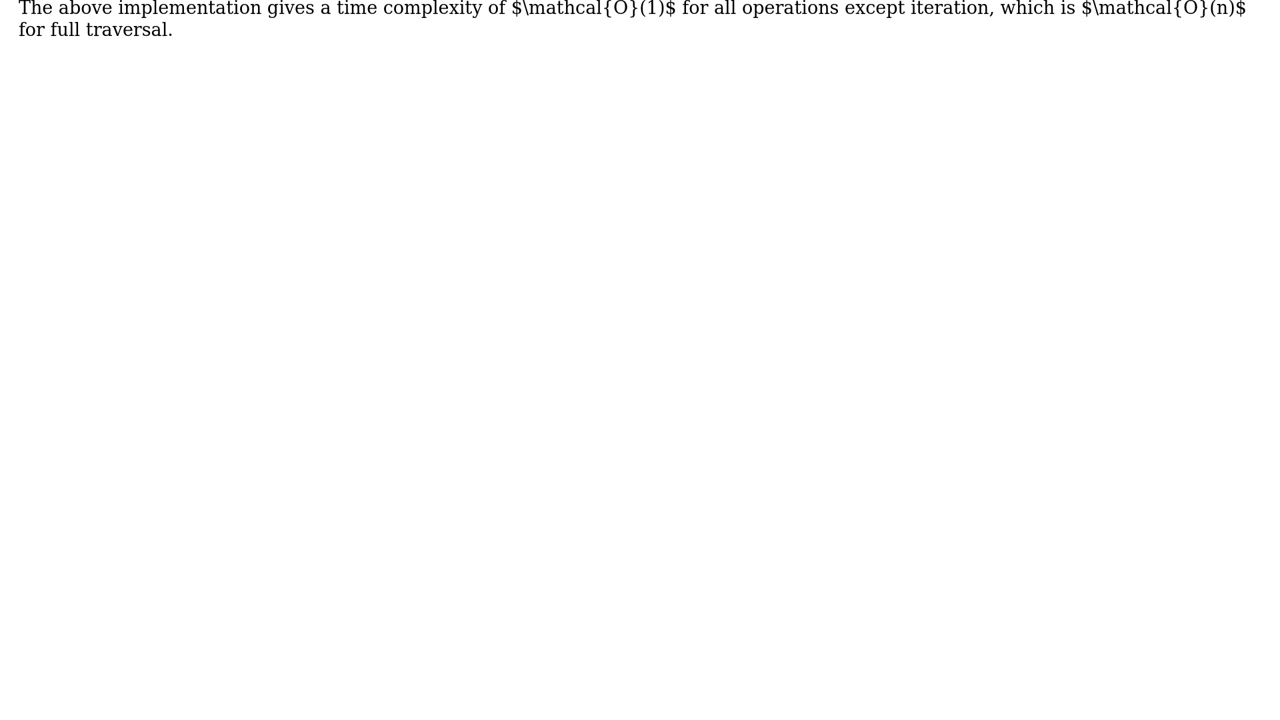 The above implementation gives a time complexity of $\mathcal{O}(1)$ for all operations except iteration, which is $\mathcal{O}(n)$
for full traversal.